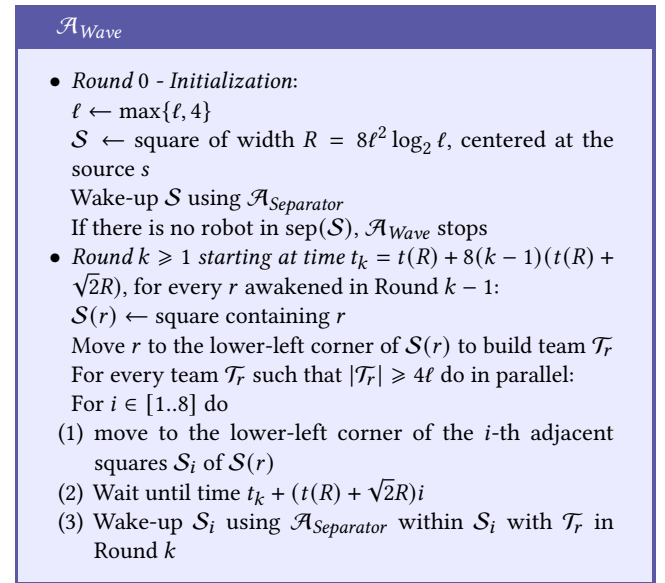 𝒜_Wave
• Round 0 - Initialization:
ℓ ← max{ℓ, 4}
𝒮 ← square of width R = 8ℓ² log₂ ℓ, centered at the
source s
Wake-up 𝒮 using 𝒜_Separator
If there is no robot in sep(𝒮), 𝒜_Wave stops
• Round k ⩾ 1 starting at time t_k = t(R) + 8(k − 1)(t(R) +
√2R), for every r awakened in Round k − 1:
𝒮(r) ← square containing r
Move r to the lower-left corner of 𝒮(r) to build team 𝒯_r
For every team 𝒯_r such that |𝒯_r| ⩾ 4ℓ do in parallel:
For i ∈ [1..8] do
(1) move to the lower-left corner of the i-th adjacent
squares 𝒮_i of 𝒮(r)
(2) Wait until time t_k + (t(R) + √2R)i
(3) Wake-up 𝒮_i using 𝒜_Separator within 𝒮_i with 𝒯_r in
Round k